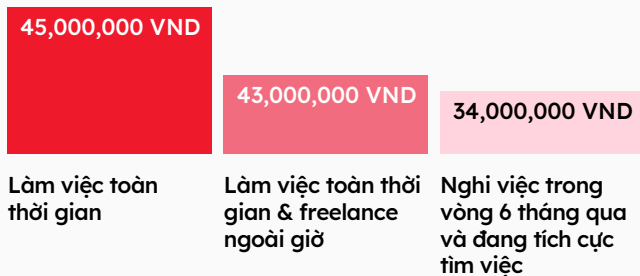 45,000,000 VND
43,000,000 VND
34,000,000 VND
Làm việc toàn
thời gian
Làm việc toàn thời
gian & freelance
ngoài giờ
Nghi việc trong
vòng 6 tháng qua
và đang tích cực
tìm việc